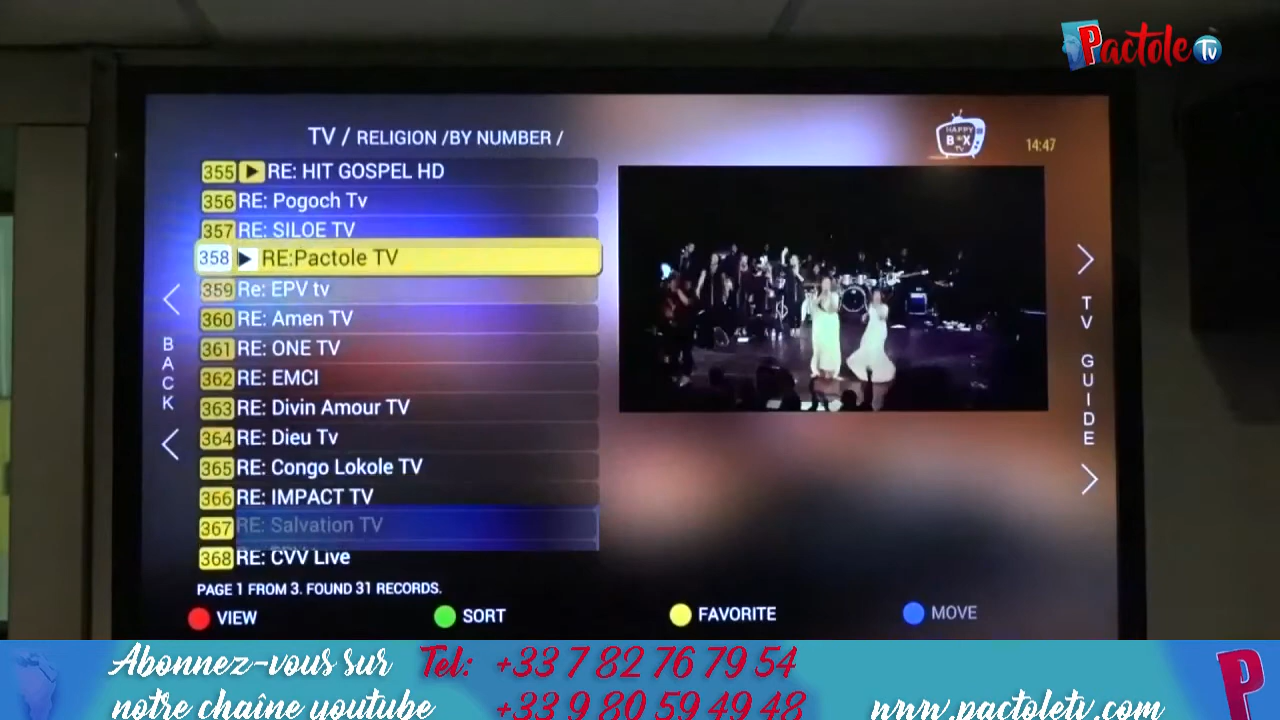 Pactole Tv
TV / RELIGION /BY NUMBER /
HAPPY
BOX
TV
14:47
355 RE: HIT GOSPEL HD
356 RE: Pogoch Tv
357 RE: SILOE TV
358 RE:Pactole TV
359 Re: EPV tv
360 RE: Amen TV
361 RE: ONE TV
362 RE: EMCI
363 RE: Divin Amour TV
364 RE: Dieu Tv
365 RE: Congo Lokole TV
366 RE: IMPACT TV
367 RE: Salvation TV
368 RE: CVV Live
BACK
TV GUIDE
PAGE 1 FROM 3. FOUND 31 RECORDS.
VIEW SORT FAVORITE MOVE
Abonnez-vous sur Tel: +33 7 82 76 79 54
notre chaîne youtube +33 9 80 59 49 48 www.pactoletv.com
P